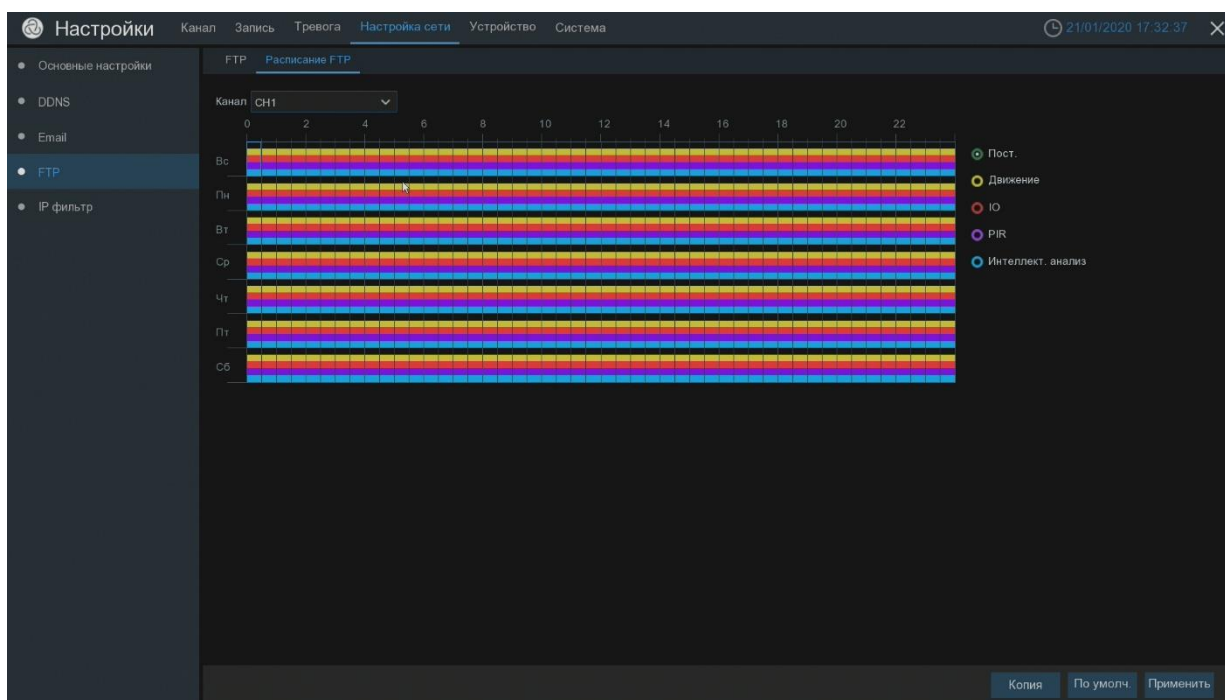 Настройки Канал Запись Тревога Настройка сети Устройство Система 21/01/2020 17:32:37
Основные настройки
DDNS
Email
FTP
IP фильтр
FTP Расписание FTP
Канал CH1
0 2 4 6 8 10 12 14 16 18 20 22
Вс
Пн
Вт
Ср
Чт
Пт
Сб
Пост.
Движение
IO
PIR
Интеллект. анализ
Копия По умолч. Применить